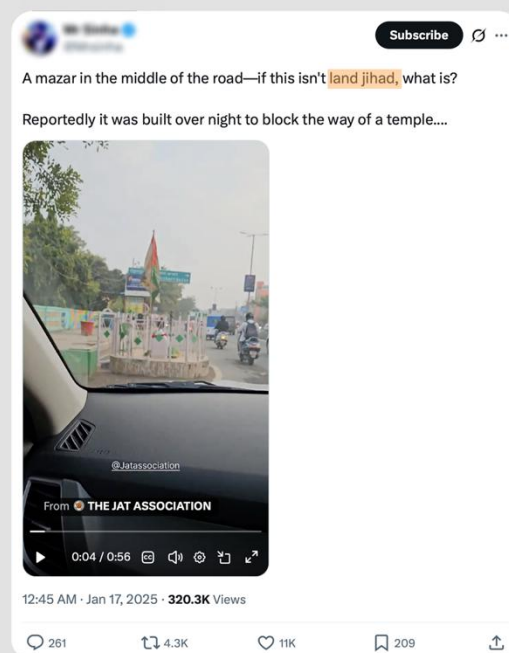 Subscribe
A mazar in the middle of the road—if this isn't land jihad, what is?
Reportedly it was built over night to block the way of a temple....
@Jatassociation
From THE JAT ASSOCIATION
0:04 / 0:56
12:45 AM · Jan 17, 2025 · 320.3K Views
261 4.3K 11K 209